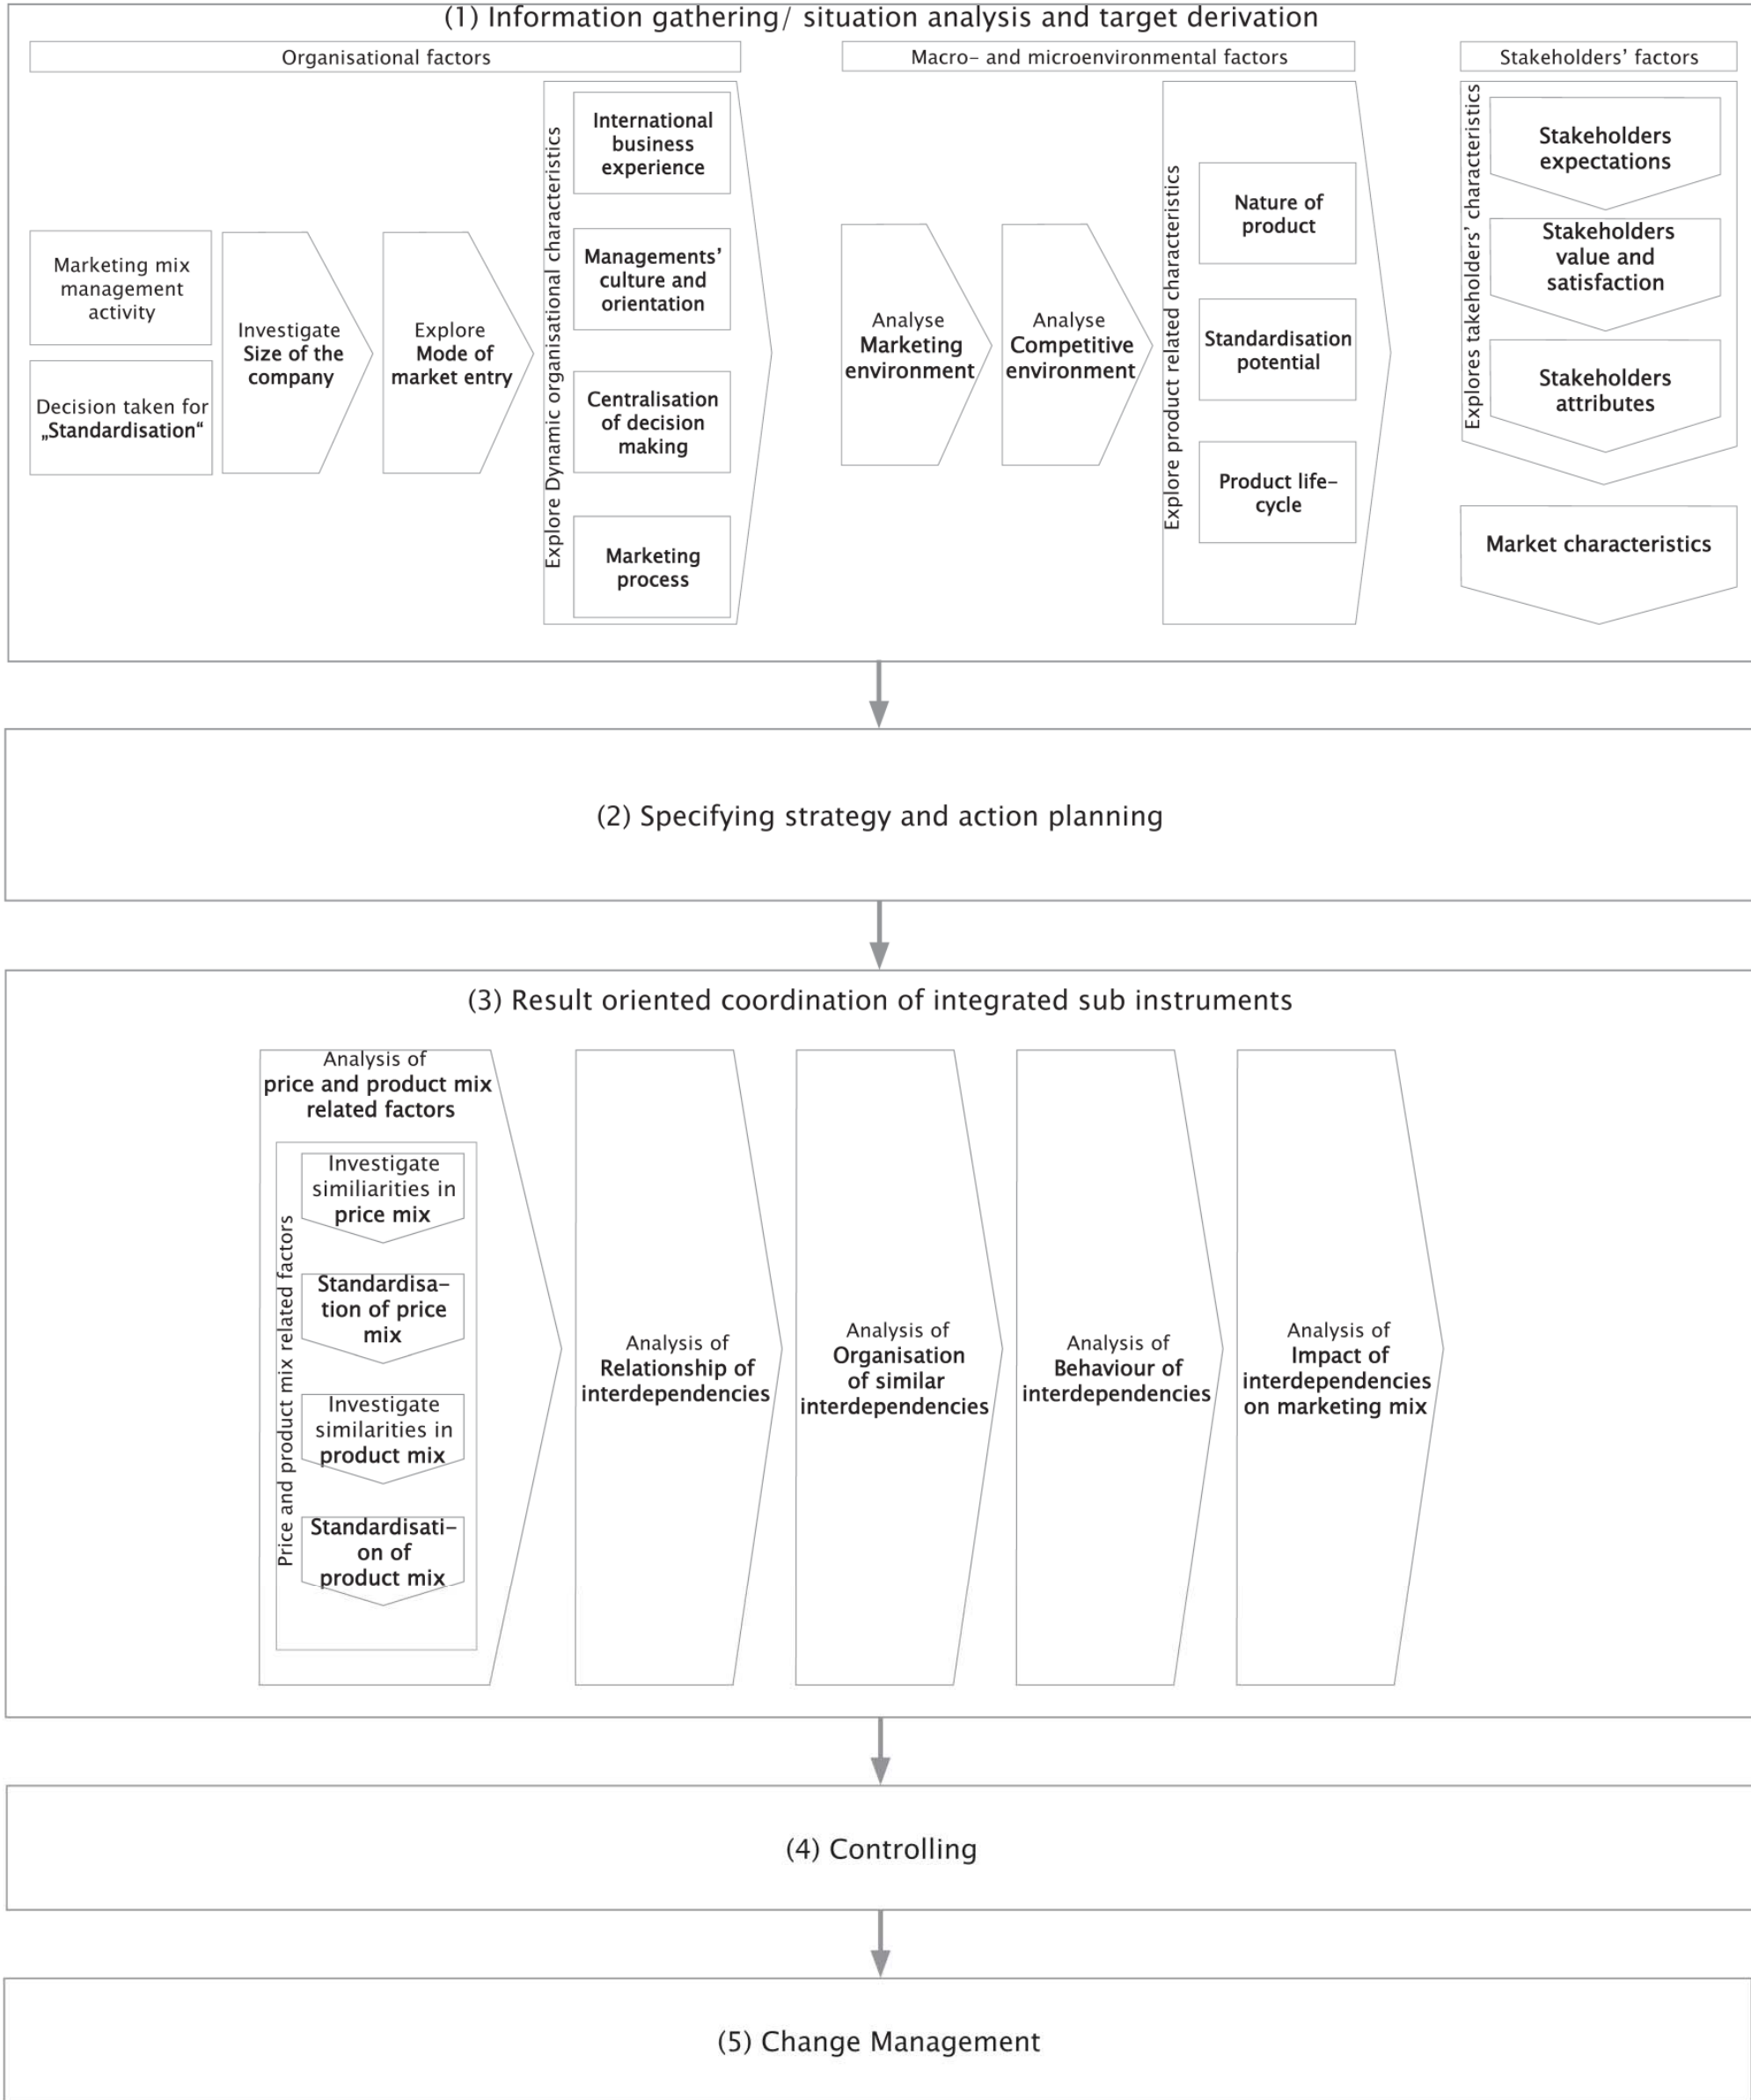 (1) Information gathering/ situation analysis and target derivation
Organisational factors
Macro- and microenvironmental factors
Stakeholders' factors
Marketing mix
management
activity
Decision taken for
„Standardisation“
Investigate
Size of the
company
Explore
Mode of
market entry
Explore Dynamic organisational characteristics
International
business
experience
Managements’
culture and
orientation
Centralisation
of decision
making
Marketing
process
Analyse
Marketing
environment
Analyse
Competitive
environment
Explore product related characteristics
Nature of
product
Standardisation
potential
Product life-
cycle
Explores takeholders’ characteristics
Stakeholders
expectations
Stakeholders
value and
satisfaction
Stakeholders
attributes
Market characteristics
(2) Specifying strategy and action planning
(3) Result oriented coordination of integrated sub instruments
Analysis of
price and product mix
related factors
Price and product mix related factors
Investigate
similiarities in
price mix
Standardisa-
tion of price
mix
Investigate
similarities in
product mix
Standardisati-
on of
product mix
Analysis of
Relationship of
interdependencies
Analysis of
Organisation
of similar
interdependencies
Analysis of
Behaviour of
interdependencies
Analysis of
Impact of
interdependencies
on marketing mix
(4) Controlling
(5) Change Management